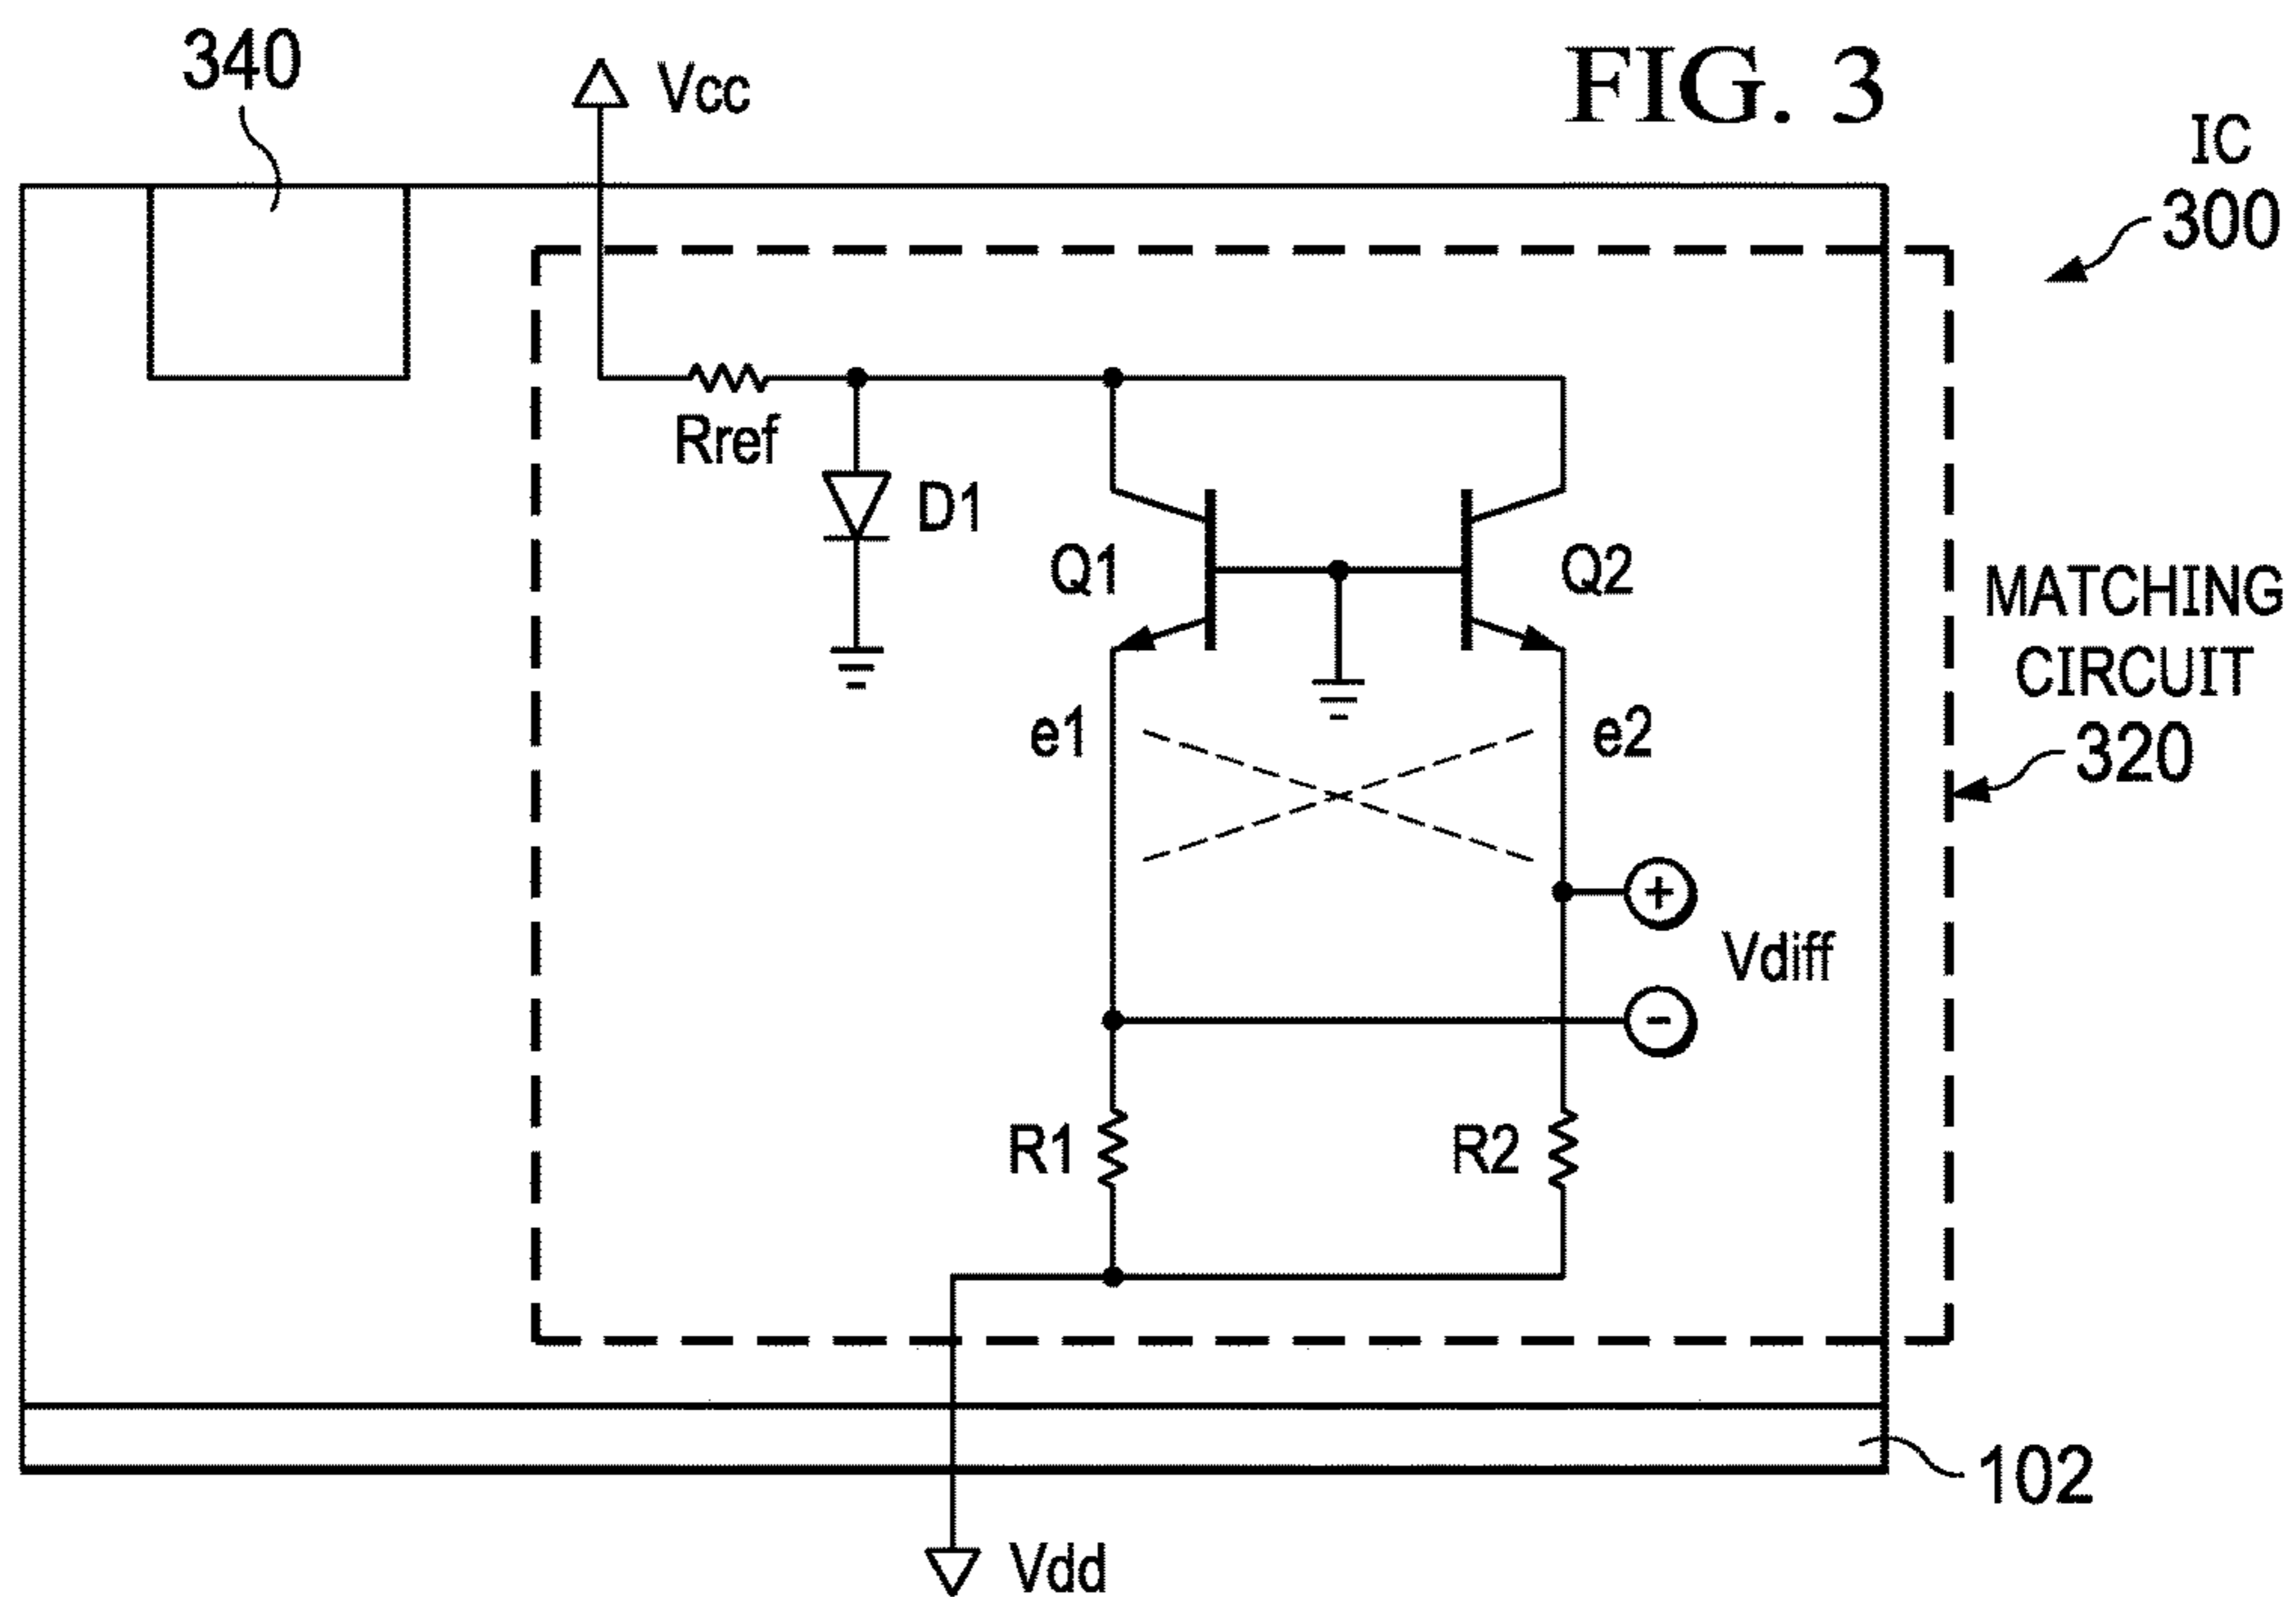 FIG. 3
340
Vcc
IC
300
Rref
D1
Q1
Q2
MATCHING
CIRCUIT
320
e1
e2
+
Vdiff
-
R1
R2
102
Vdd